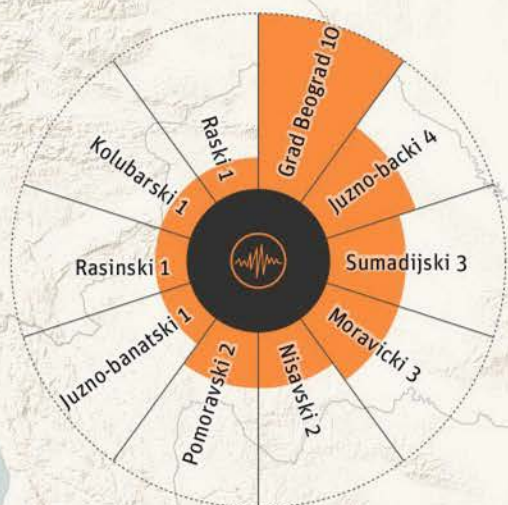 Grad Beograd 10
Juzno-backi 4
Sumadijski 3
Moravicki 3
Nisavski 2
Pomoravski 2
Juzno-banatski 1
Rasinski 1
Kolubarski 1
Raski 1